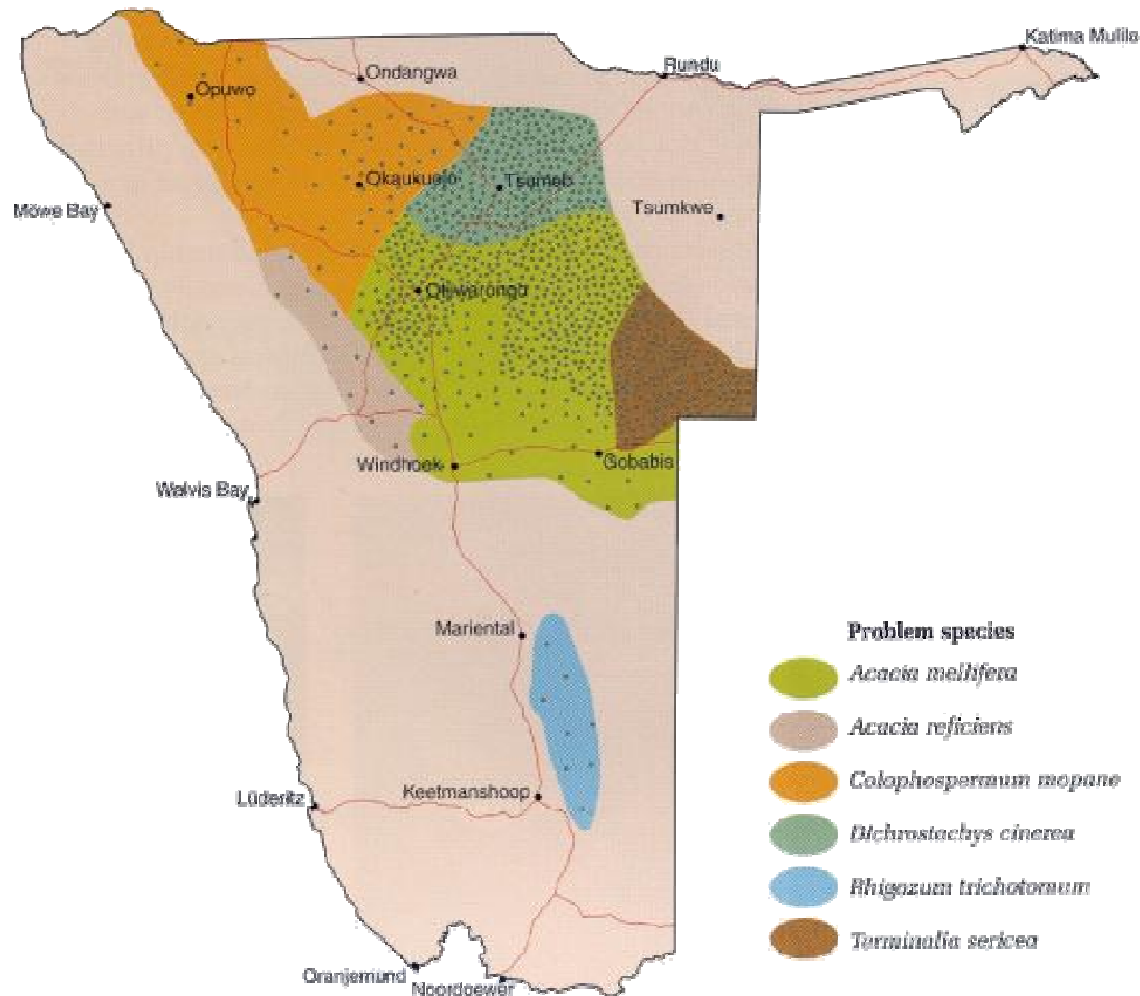 Katima Mulilo
Rundu
Ondangwa
Opuwo
Okaukuejo
Tsumeb
Tsumkwe
Möwe Bay
Otjiwarongo
Windhoek
Gobabis
Walvis Bay
Mariental
Keetmanshoop
Lüderitz
Oranjemund
Noordoewer
Problem species
Acacia mellifera
Acacia reficiens
Colophospermum mopane
Dichrostachys cinerea
Rhigozum trichotomum
Terminalia sericea